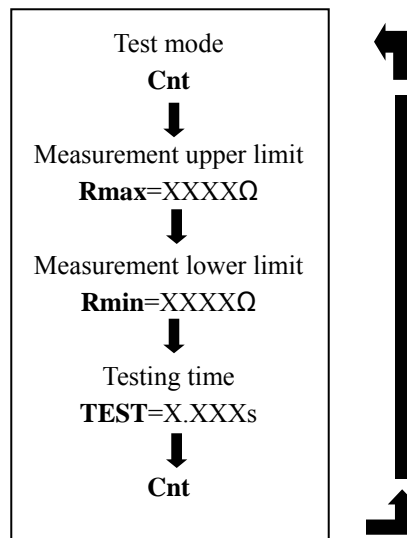 Test mode
Cnt
Measurement upper limit
Rmax=XXXXΩ
Measurement lower limit
Rmin=XXXXΩ
Testing time
TEST=X.XXXs
Cnt